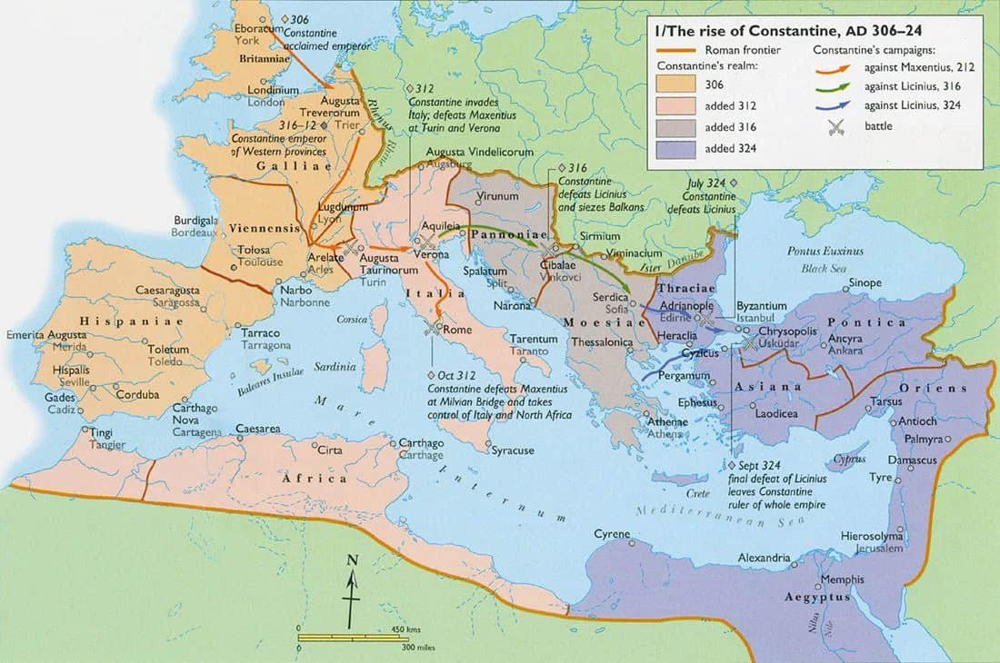 1/The rise of Constantine, AD 306–24
Roman frontier
Constantine's realm:
306
added 312
added 316
added 324
Constantine's campaigns:
against Maxentius, 212
against Licinius, 316
against Licinius, 324
battle
306
Constantine
acclaimed emperor
Eboracum
York
Britanniae
Londinium
London
Augusta
Treverorum
Trier
Rhenus
Rhine
316–12
Constantine emperor
of Western provinces
Galliae
312
Constantine invades
Italy; defeats Maxentius
at Turin and Verona
Augusta Vindelicorum
Augsburg
316
Constantine
defeats Licinius
and siezes Balkans
July 324
Constantine
defeats Licinius
Virunum
Lugdunum
Lyon
Burdigala
Bordeaux
Viennensis
Aquileia
Pannoniae
Sirmium
Viminacium
Ister Danube
Pontus Euxinus
Black Sea
Tolosa
Toulouse
Arelate
Arles
Augusta
Taurinorum
Turin
Verona
Cibalae
Vinkovci
Spalatum
Split
Narbo
Narbonne
Italia
Narona
Serdica
Sofia
Thraciae
Adrianople
Edirne
Byzantium
Istanbul
Sinope
Caesaragusta
Saragossa
Hispaniae
Corsica
Rome
Moesiae
Heraclia
Chrysopolis
Üsküdar
Pontica
Emerita Augusta
Merida
Toletum
Toledo
Tarraco
Tarragona
Tarentum
Taranto
Thessalonica
Cyzicus
Ancyra
Ankara
Hispalis
Seville
Baleares Insulae
Sardinia
Pergamum
Asiana
Oriens
Gades
Cadiz
Corduba
Carthago
Nova
Cartagena
Oct 312
Constantine defeats Maxentius
at Milvian Bridge and takes
control of Italy and North Africa
Ephesus
Laodicea
Tarsus
Antioch
Tingi
Tangier
Caesarea
Cirta
Carthago
Carthage
Syracuse
Athenae
Athens
Palmyra
Africa
Mare Internum
Crete
Sept 324
final defeat of Licinius
leaves Constantine
ruler of whole empire
Cyprus
Damascus
Tyre
Mediterranean Sea
Cyrene
Hierosolyma
Jerusalem
Alexandria
Memphis
Aegyptus
Nilus
Nile
N
0 450 kms
0 300 miles